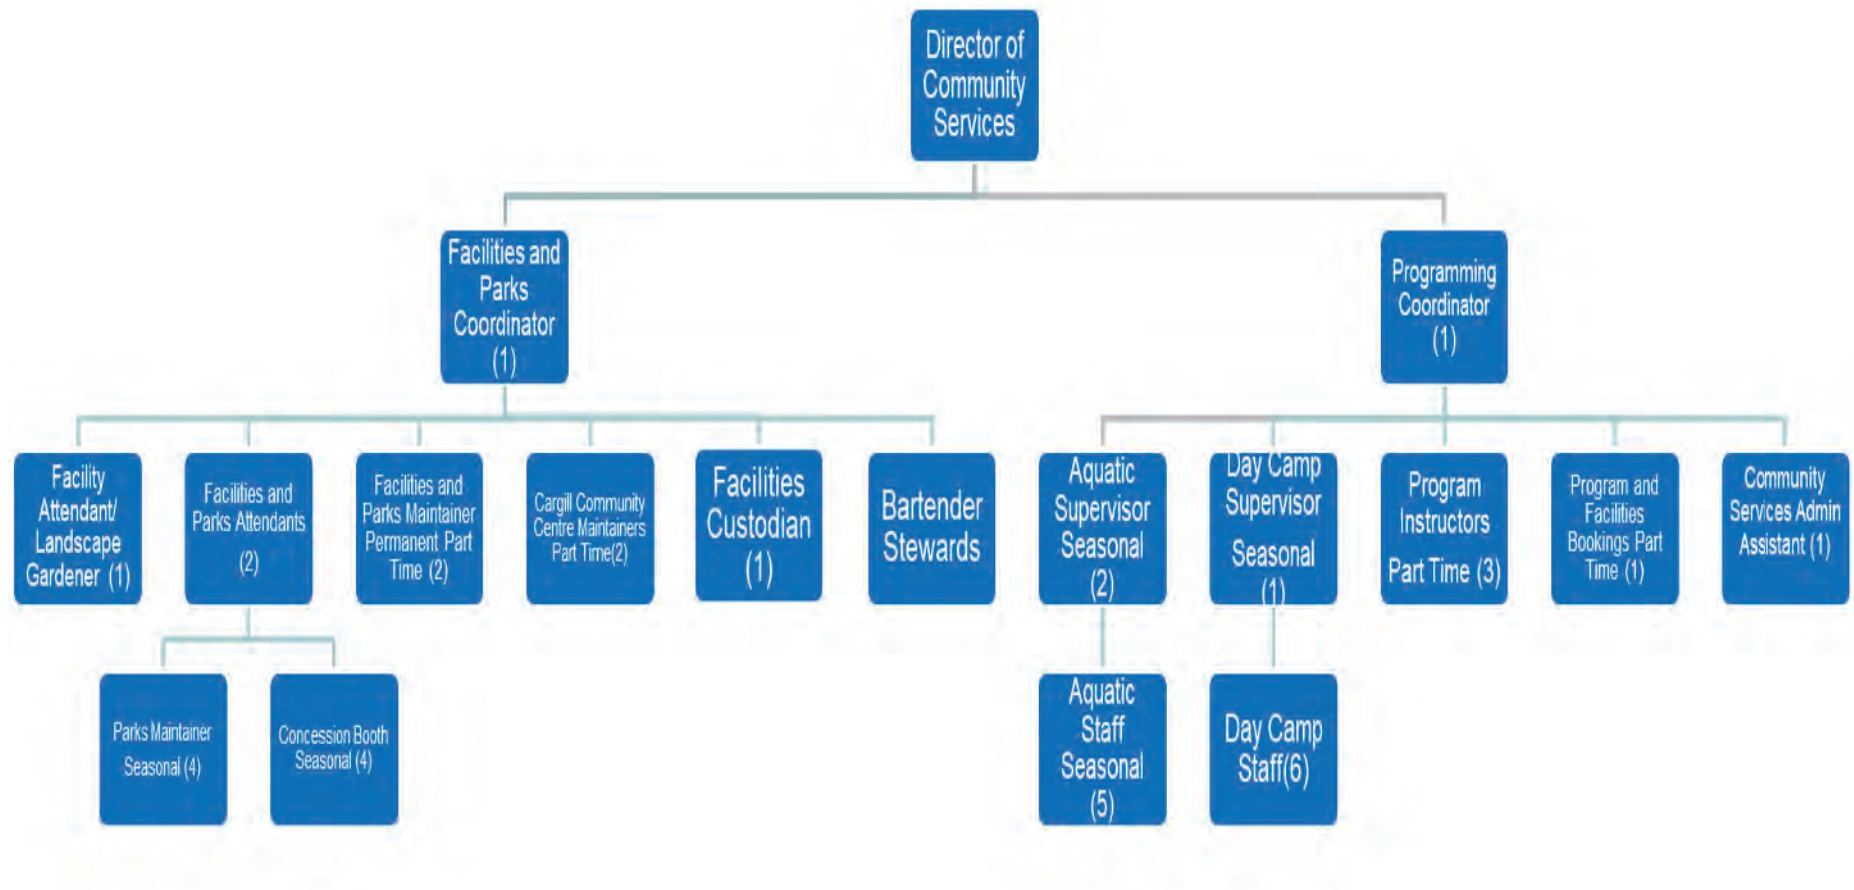 Director of
Community
Services
Facilities and
Parks
Coordinator
(1)
Programming
Coordinator
(1)
Facility
Attendant/
Landscape
Gardener (1)
Facilities and
Parks Attendants
(2)
Facilities and
Parks Maintainer
Permanent Part
Time (2)
Cargill Community
Centre Maintainers
Part Time(2)
Facilities
Custodian
(1)
Bartender
Stewards
Aquatic
Supervisor
Seasonal
(2)
Day Camp
Supervisor
Seasonal
(1)
Program
Instructors
Part Time (3)
Program and
Facilities
Bookings Part
Time (1)
Community
Services Admin
Assistant (1)
Parks Maintainer
Seasonal (4)
Concession Booth
Seasonal (4)
Aquatic
Staff
Seasonal
(5)
Day Camp
Staff(6)